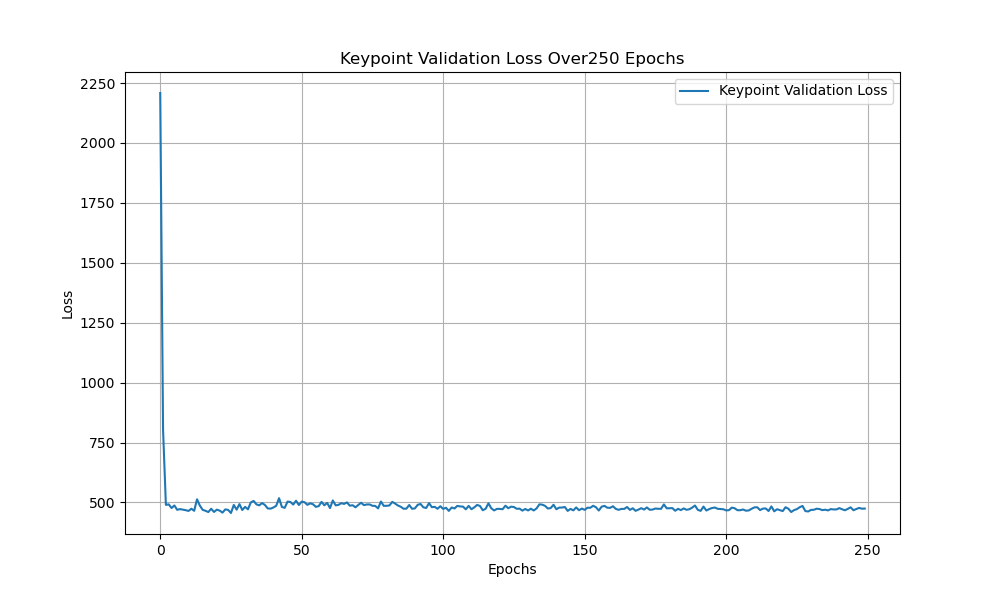 Keypoint Validation Loss Over250 Epochs
Keypoint Validation Loss
2250
2000
1750
1500
1250
1000
750
500
Loss
0 50 100 150 200 250
Epochs